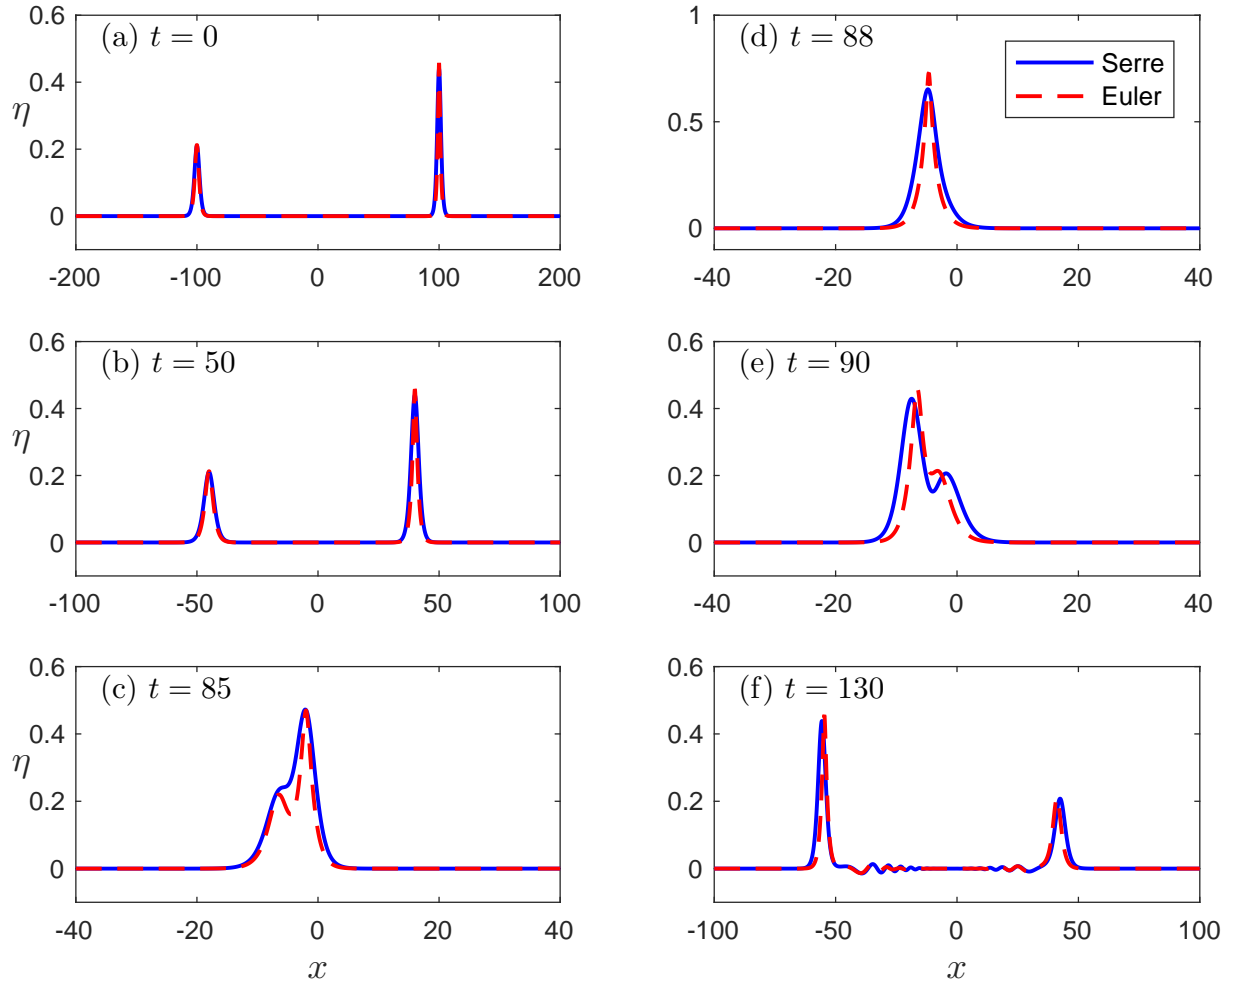 (a) t = 0
0.6
0.4
0.2
0
η
-200 -100 0 100 200
(d) t = 88
1
0.5
0
Serre
Euler
-40 -20 0 20 40
(b) t = 50
0.6
0.4
0.2
0
η
-100 -50 0 50 100
(e) t = 90
0.6
0.4
0.2
0
-40 -20 0 20 40
(c) t = 85
0.6
0.4
0.2
0
η
-40 -20 0 20 40
x
(f) t = 130
0.6
0.4
0.2
0
-100 -50 0 50 100
x